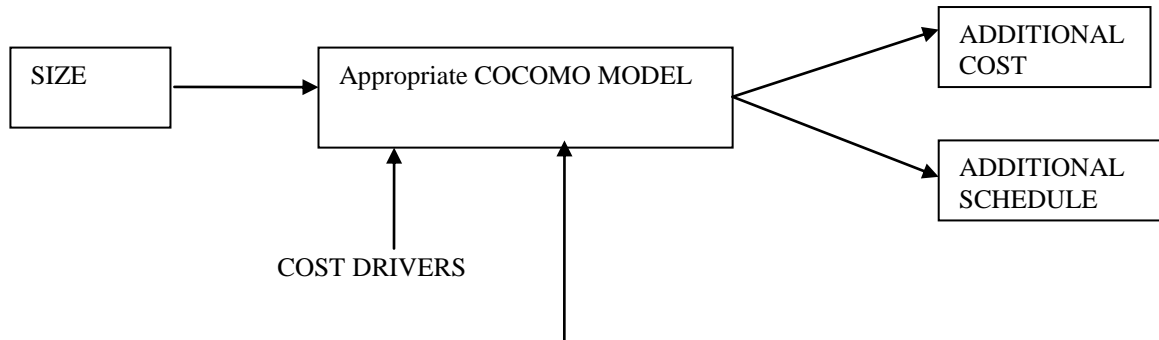 SIZE
Appropriate COCOMO MODEL
ADDITIONAL
COST
ADDITIONAL
SCHEDULE
COST DRIVERS